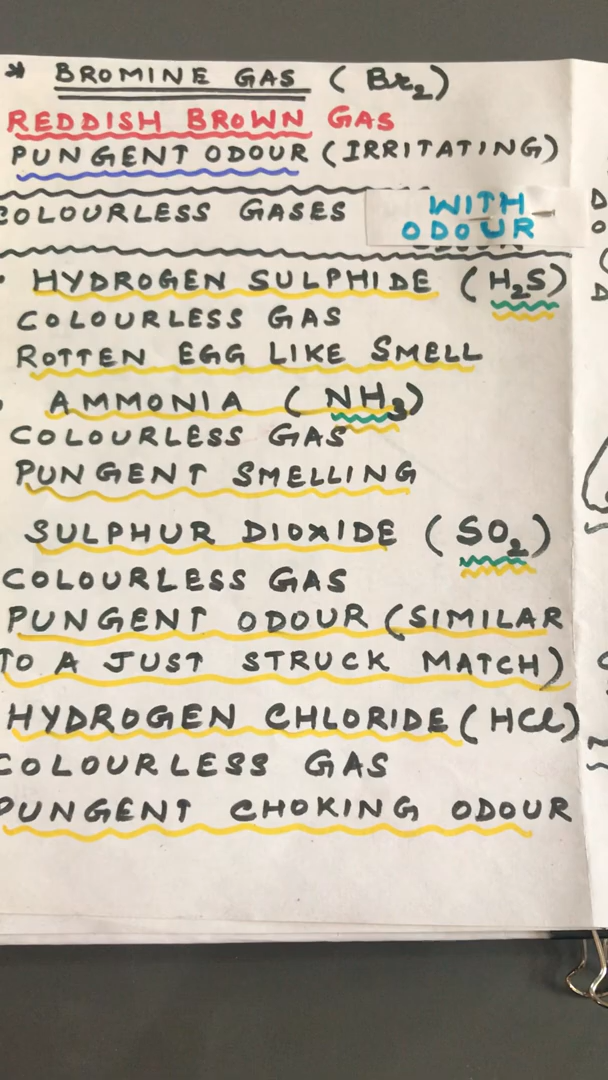 * BROMINE GAS (Br₂)
REDDISH BROWN GAS
PUNGENT ODOUR (IRRITATING)
COLOURLESS GASES WITH ODOUR
• HYDROGEN SULPHIDE (H₂S)
COLOURLESS GAS
ROTTEN EGG LIKE SMELL
• AMMONIA (NH₃)
COLOURLESS GAS
PUNGENT SMELLING
SULPHUR DIOXIDE (SO₂)
COLOURLESS GAS
PUNGENT ODOUR (SIMILAR
TO A JUST STRUCK MATCH)
HYDROGEN CHLORIDE (HCl)
COLOURLESS GAS
PUNGENT CHOKING ODOUR